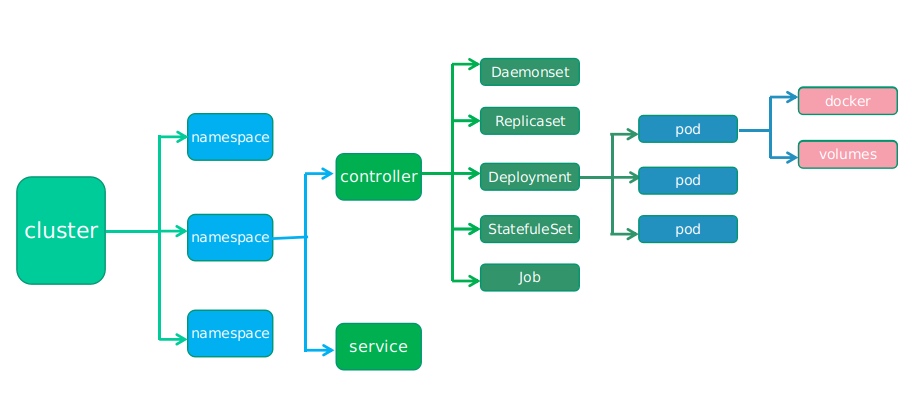 cluster
namespace
namespace
namespace
controller
service
Daemonset
Replicaset
Deployment
StatefuleSet
Job
pod
pod
pod
docker
volumes